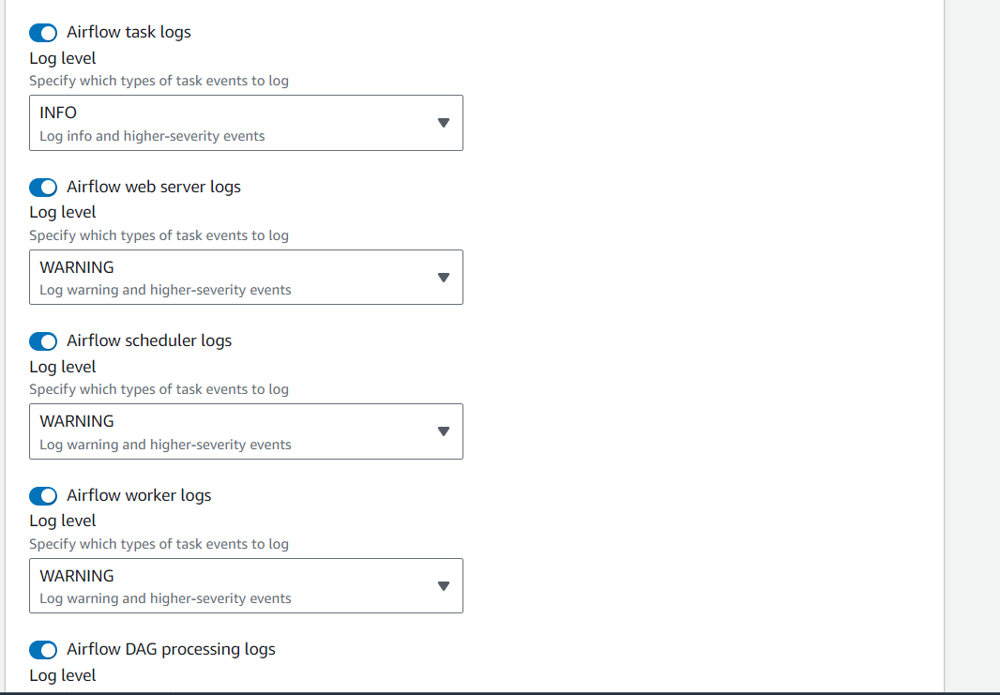 Airflow task logs
Log level
Specify which types of task events to log
INFO
Log info and higher-severity events
Airflow web server logs
Log level
Specify which types of task events to log
WARNING
Log warning and higher-severity events
Airflow scheduler logs
Log level
Specify which types of task events to log
WARNING
Log warning and higher-severity events
Airflow worker logs
Log level
Specify which types of task events to log
WARNING
Log warning and higher-severity events
Airflow DAG processing logs
Log level